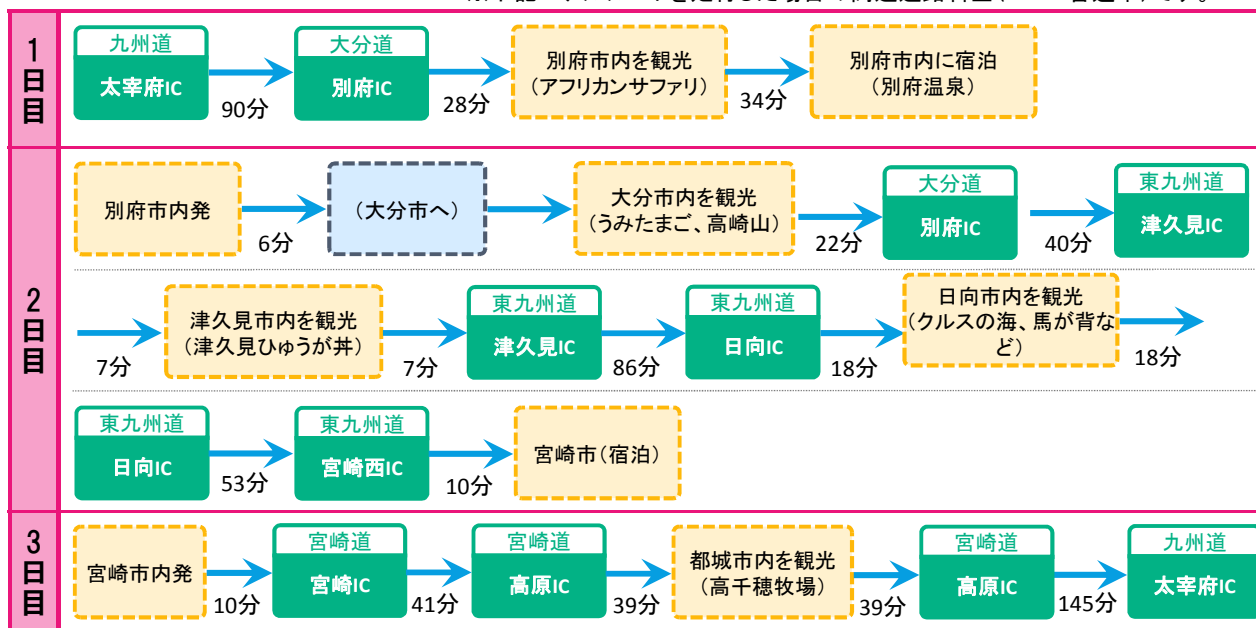 1日目
九州道
太宰府IC
90分
大分道
別府IC
28分
別府市内を観光
(アフリカンサファリ)
34分
別府市内に宿泊
(別府温泉)
2日目
別府市内発
6分
(大分市へ)
大分市内を観光
(うみたまご、高崎山)
22分
大分道
別府IC
40分
東九州道
津久見IC
7分
津久見市内を観光
(津久見ひゅうが丼)
7分
東九州道
津久見IC
86分
東九州道
日向IC
18分
日向市内を観光
(クルスの海、馬が背な
ど)
18分
東九州道
日向IC
53分
東九州道
宮崎西IC
10分
宮崎市(宿泊)
3日目
宮崎市内発
10分
宮崎道
宮崎IC
41分
宮崎道
高原IC
39分
都城市内を観光
(高千穂牧場)
39分
宮崎道
高原IC
145分
九州道
太宰府IC